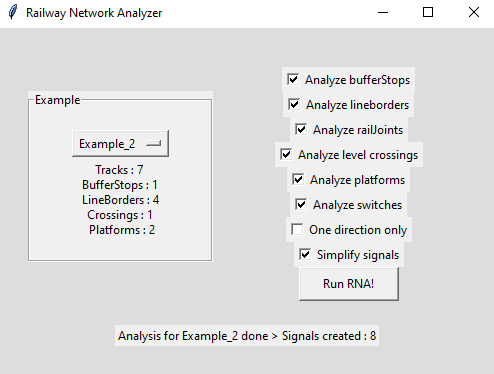 Railway Network Analyzer
Example
Example_2
Tracks : 7
BufferStops : 1
LineBorders : 4
Crossings : 1
Platforms : 2
Analyze bufferStops
Analyze lineborders
Analyze railJoints
Analyze level crossings
Analyze platforms
Analyze switches
One direction only
Simplify signals
Run RNA!
Analysis for Example_2 done > Signals created : 8